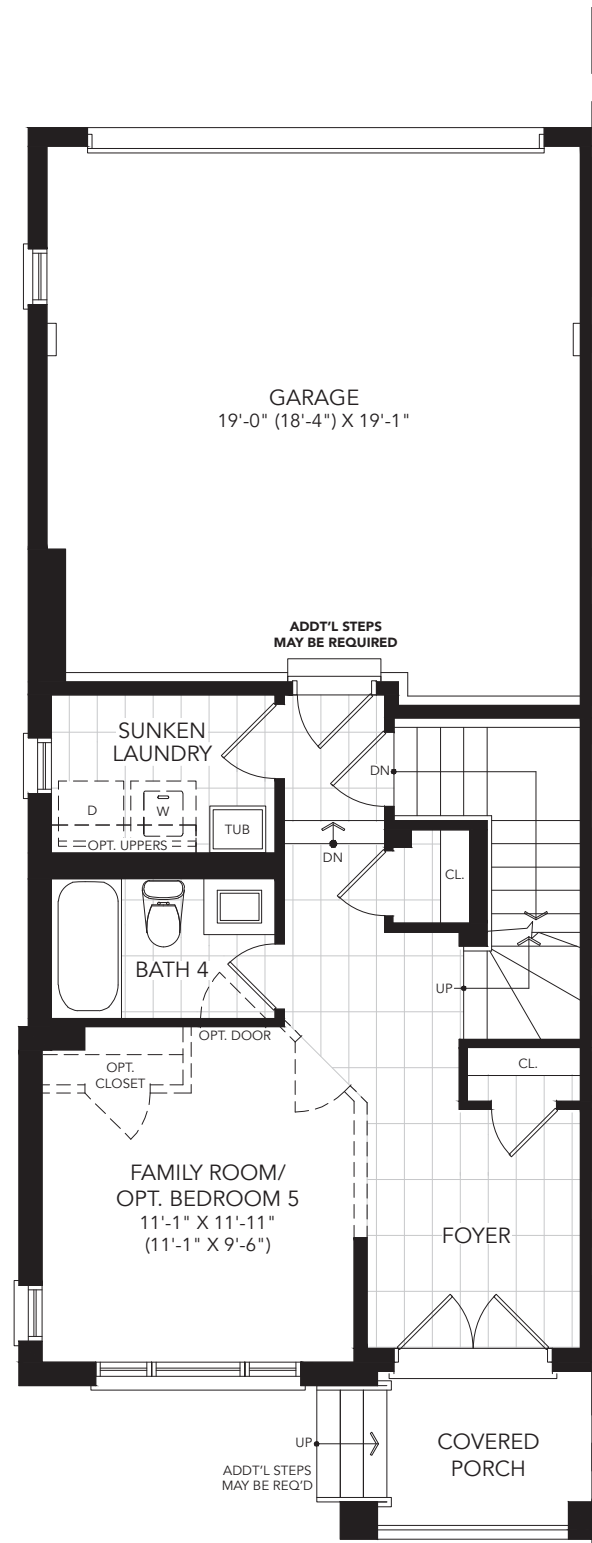 GARAGE
19'-0" (18'-4") X 19'-1"
ADDT'L STEPS
MAY BE REQUIRED
SUNKEN
LAUNDRY
DN
D
W
TUB
OPT. UPPERS
DN
CL.
BATH 4
UP
OPT. DOOR
OPT.
CLOSET
CL.
FAMILY ROOM/
OPT. BEDROOM 5
11'-1" X 11'-11"
(11'-1" X 9'-6")
FOYER
UP
COVERED
PORCH
ADDT'L STEPS
MAY BE REQ'D